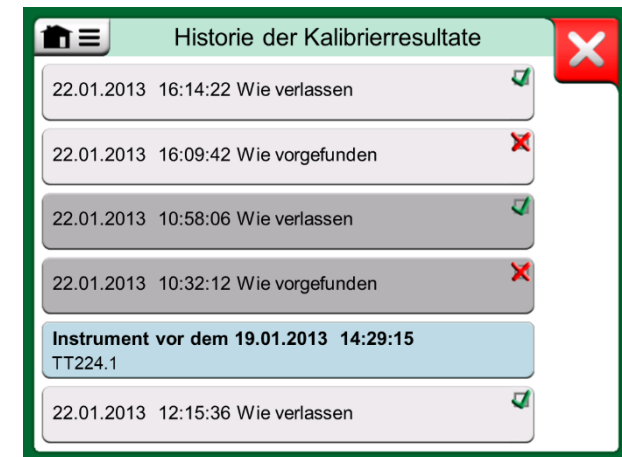 Historie der Kalibrierresultate
22.01.2013 16:14:22 Wie verlassen
22.01.2013 16:09:42 Wie vorgefunden
22.01.2013 10:58:06 Wie verlassen
22.01.2013 10:32:12 Wie vorgefunden
Instrument vor dem 19.01.2013 14:29:15
TT224.1
22.01.2013 12:15:36 Wie verlassen